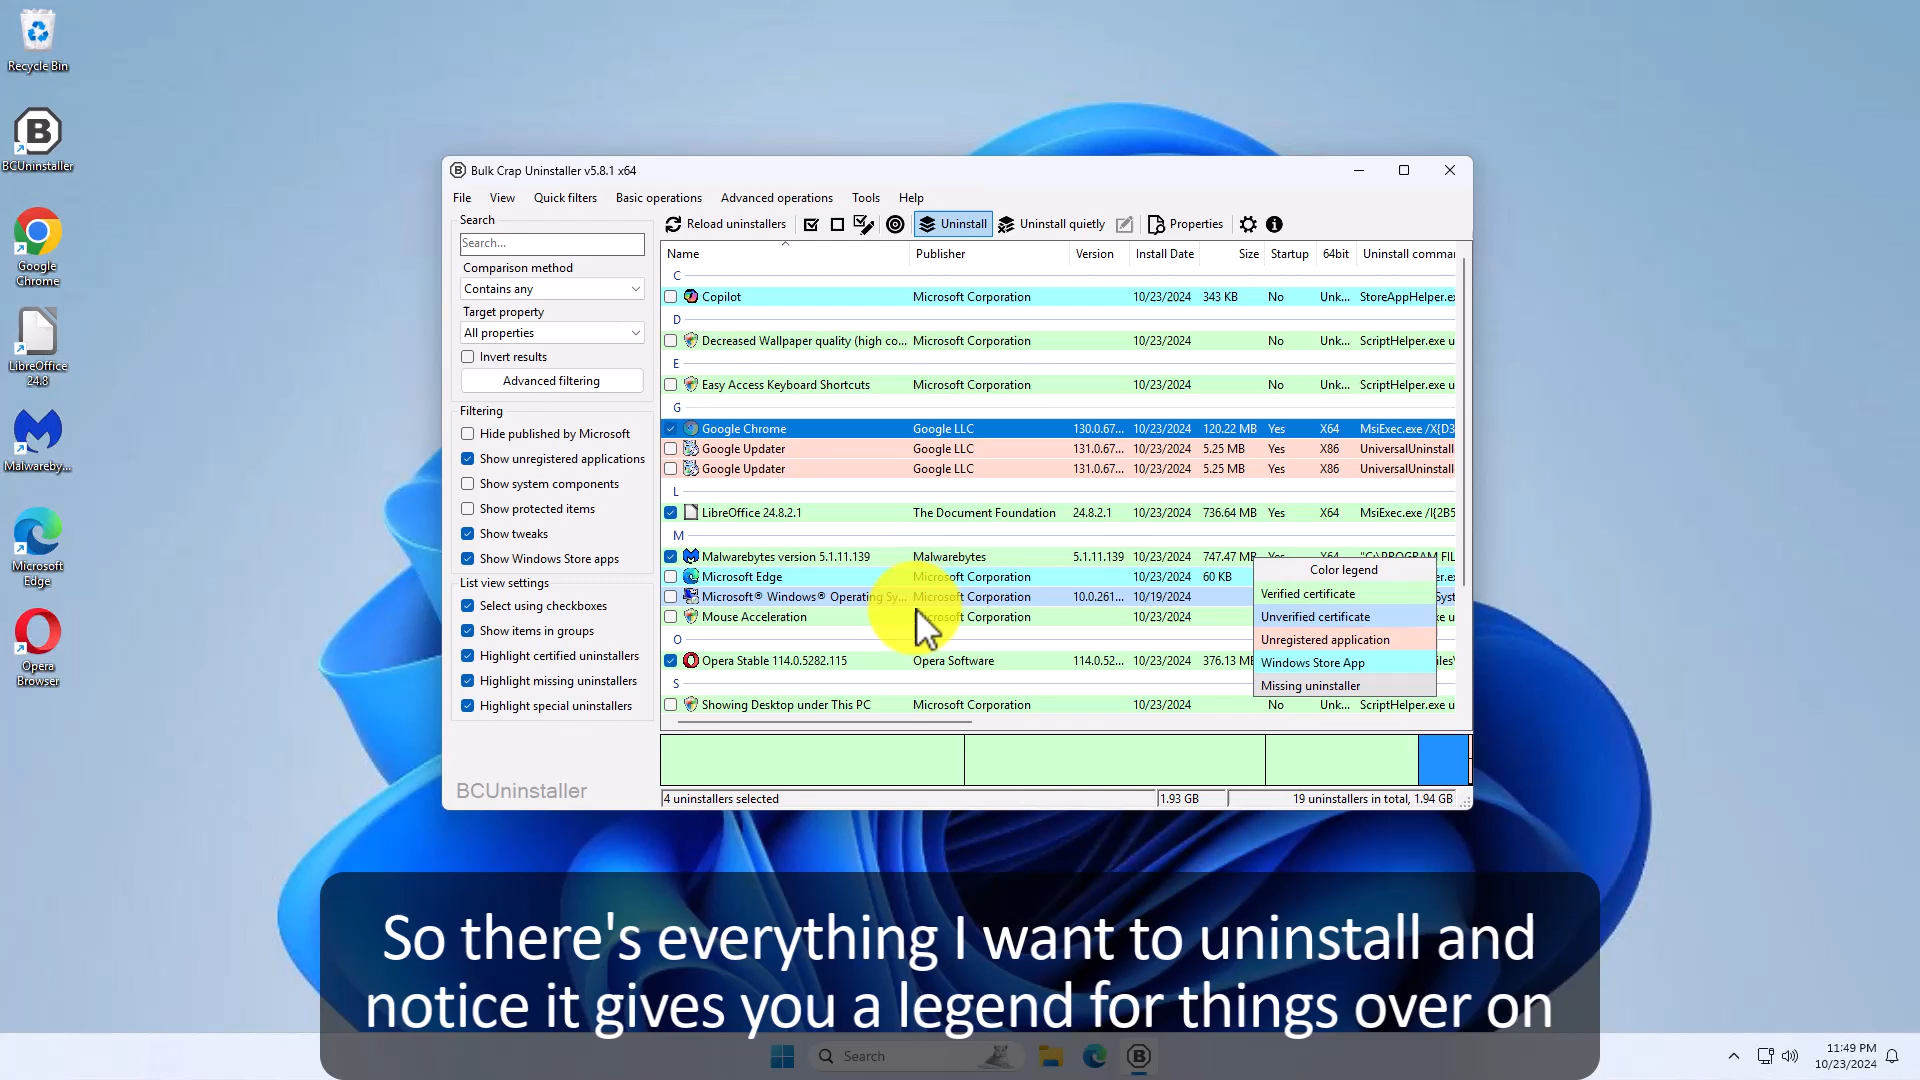 Recycle Bin
BCUninstaller
Google
Chrome
LibreOffice
24.8
Malwareby...
Microsoft
Edge
Opera
Browser
Bulk Crap Uninstaller v5.8.1 x64
File View Quick filters Basic operations Advanced operations Tools Help
Search
Search...
Comparison method
Contains any
Target property
All properties
Invert results
Advanced filtering
Filtering
Hide published by Microsoft
Show unregistered applications
Show system components
Show protected items
Show tweaks
Show Windows Store apps
List view settings
Select using checkboxes
Show items in groups
Highlight certified uninstallers
Highlight missing uninstallers
Highlight special uninstallers
BCUninstaller
Reload uninstallers Uninstall Uninstall quietly Properties
Name Publisher Version Install Date Size Startup 64bit Uninstall comma
C
Copilot Microsoft Corporation 10/23/2024 343 KB No Unk... StoreAppHelper.e
D
Decreased Wallpaper quality (high co... Microsoft Corporation 10/23/2024 No Unk... ScriptHelper.exe u
E
Easy Access Keyboard Shortcuts Microsoft Corporation 10/23/2024 No Unk... ScriptHelper.exe u
G
Google Chrome Google LLC 130.0.67... 10/23/2024 120.22 MB Yes X64 MsiExec.exe /X{D3
Google Updater Google LLC 131.0.67... 10/23/2024 5.25 MB Yes X86 UniversalUninstall
Google Updater Google LLC 131.0.67... 10/23/2024 5.25 MB Yes X86 UniversalUninstall
L
LibreOffice 24.8.2.1 The Document Foundation 24.8.2.1 10/23/2024 736.64 MB Yes X64 MsiExec.exe /I{2B5
M
Malwarebytes version 5.1.11.139 Malwarebytes 5.1.11.139 10/23/2024 747.47 MB Yes X64 "C:\PROGRAM FIL
Microsoft Edge Microsoft Corporation 10/23/2024 60 KB
Microsoft® Windows® Operating Sy... Microsoft Corporation 10.0.261... 10/19/2024
Mouse Acceleration Microsoft Corporation 10/23/2024
O
Opera Stable 114.0.5282.115 Opera Software 114.0.52... 10/23/2024 376.13 MB
S
Showing Desktop under This PC Microsoft Corporation 10/23/2024 No Unk... ScriptHelper.exe u
Color legend
Verified certificate
Unverified certificate
Unregistered application
Windows Store App
Missing uninstaller
4 uninstallers selected 1.93 GB 19 uninstallers in total, 1.94 GB
So there's everything I want to uninstall and
notice it gives you a legend for things over on
Search
11:49 PM
10/23/2024